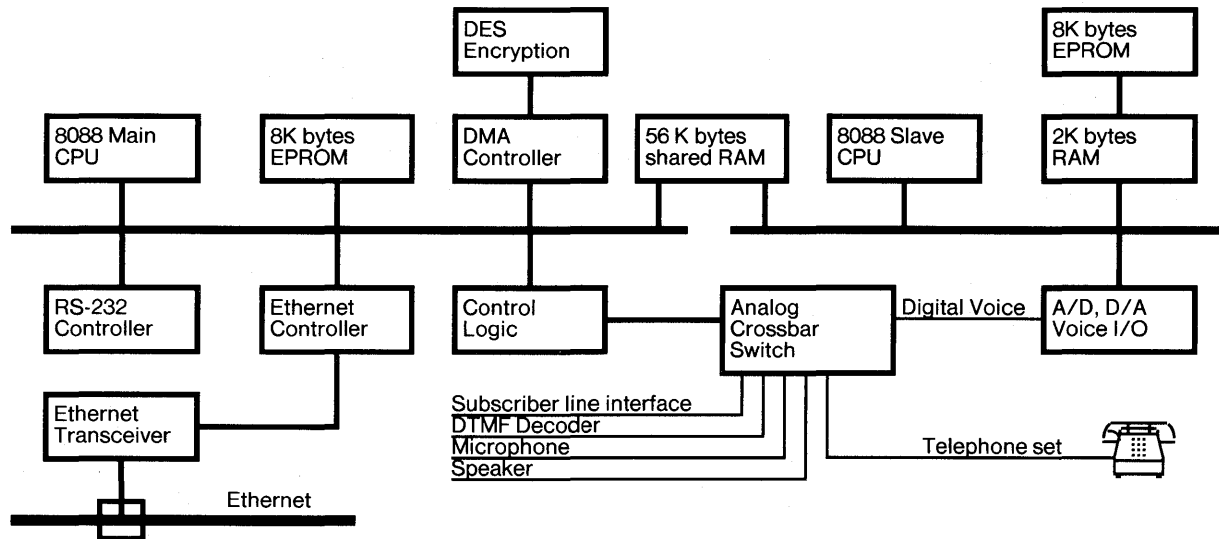 DES
Encryption
8K bytes
EPROM
8088 Main
CPU
8K bytes
EPROM
DMA
Controller
56 K bytes
shared RAM
8088 Slave
CPU
2K bytes
RAM
RS-232
Controller
Ethernet
Controller
Control
Logic
Analog
Crossbar
Switch
Digital Voice
A/D, D/A
Voice I/O
Ethernet
Transceiver
Subscriber line interface
DTMF Decoder
Microphone
Speaker
Telephone set
Ethernet